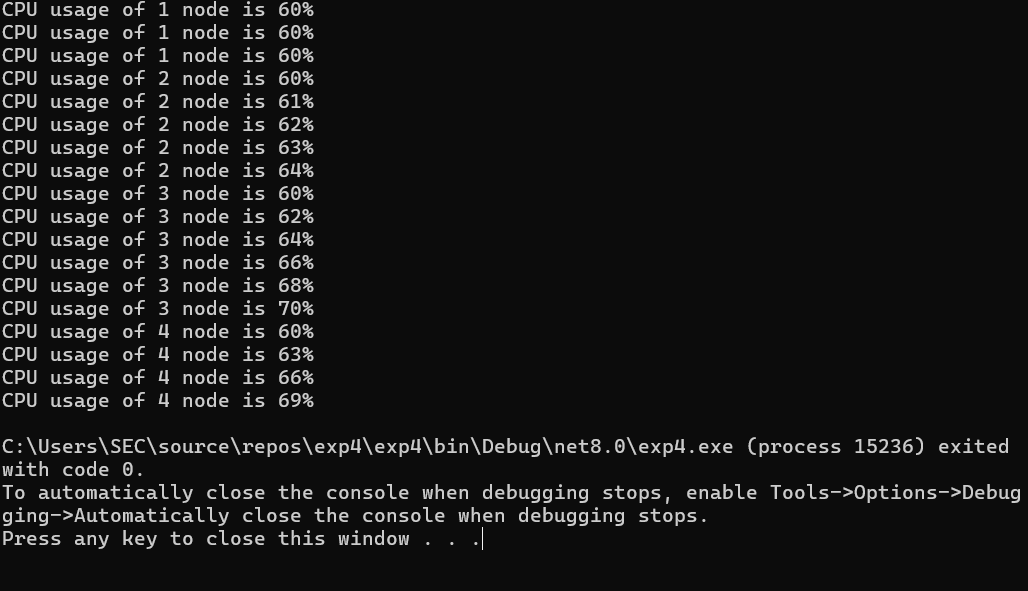 CPU usage of 1 node is 60%
CPU usage of 1 node is 60%
CPU usage of 1 node is 60%
CPU usage of 2 node is 60%
CPU usage of 2 node is 61%
CPU usage of 2 node is 62%
CPU usage of 2 node is 63%
CPU usage of 2 node is 64%
CPU usage of 3 node is 60%
CPU usage of 3 node is 62%
CPU usage of 3 node is 64%
CPU usage of 3 node is 66%
CPU usage of 3 node is 68%
CPU usage of 3 node is 70%
CPU usage of 4 node is 60%
CPU usage of 4 node is 63%
CPU usage of 4 node is 66%
CPU usage of 4 node is 69%
C:\Users\SEC\source\repos\exp4\exp4\bin\Debug\net8.0\exp4.exe (process 15236) exited
with code 0.
To automatically close the console when debugging stops, enable Tools->Options->Debug
ging->Automatically close the console when debugging stops.
Press any key to close this window . . .